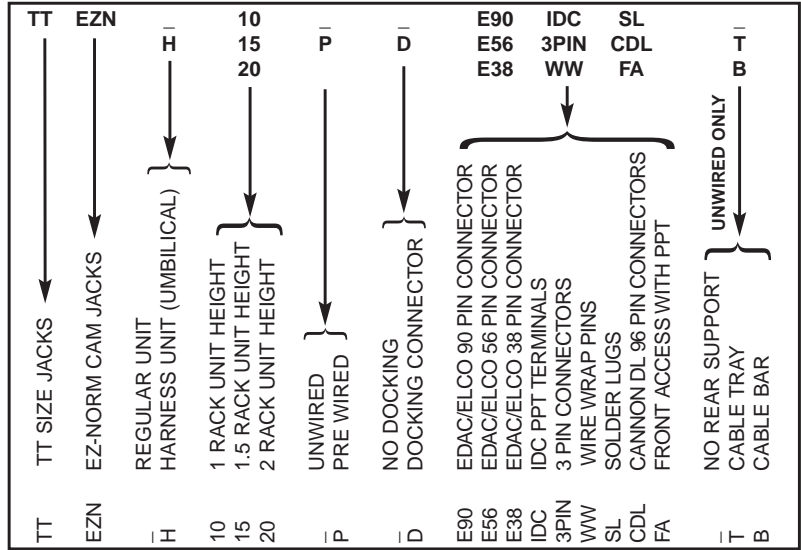 TT EZN _ 10 _ _ E90 IDC SL _
H 15 P D E56 3PIN CDL T
20 E38 WW FA B
UNWIRED ONLY
TT TT SIZE JACKS
EZN EZ-NORM CAM JACKS
_ REGULAR UNIT
H HARNESS UNIT (UMBILICAL)
10 1 RACK UNIT HEIGHT
15 1.5 RACK UNIT HEIGHT
20 2 RACK UNIT HEIGHT
_ UNWIRED
P PRE WIRED
_ NO DOCKING
D DOCKING CONNECTOR
E90 EDAC/ELCO 90 PIN CONNECTOR
E56 EDAC/ELCO 56 PIN CONNECTOR
E38 EDAC/ELCO 38 PIN CONNECTOR
IDC IDC PPT TERMINALS
3PIN 3 PIN CONNECTORS
WW WIRE WRAP PINS
SL SOLDER LUGS
CDL CANNON DL 96 PIN CONNECTORS
FA FRONT ACCESS WITH PPT
_ NO REAR SUPPORT
T CABLE TRAY
B CABLE BAR